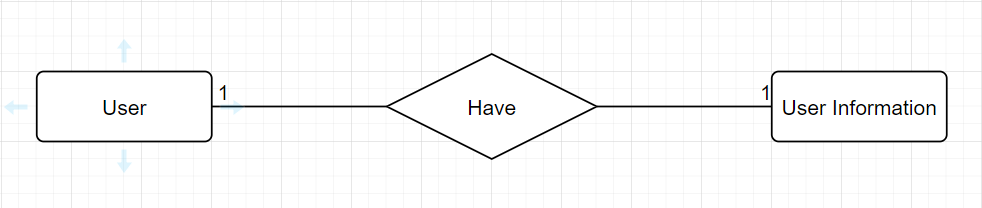 User
1
Have
1
User Information